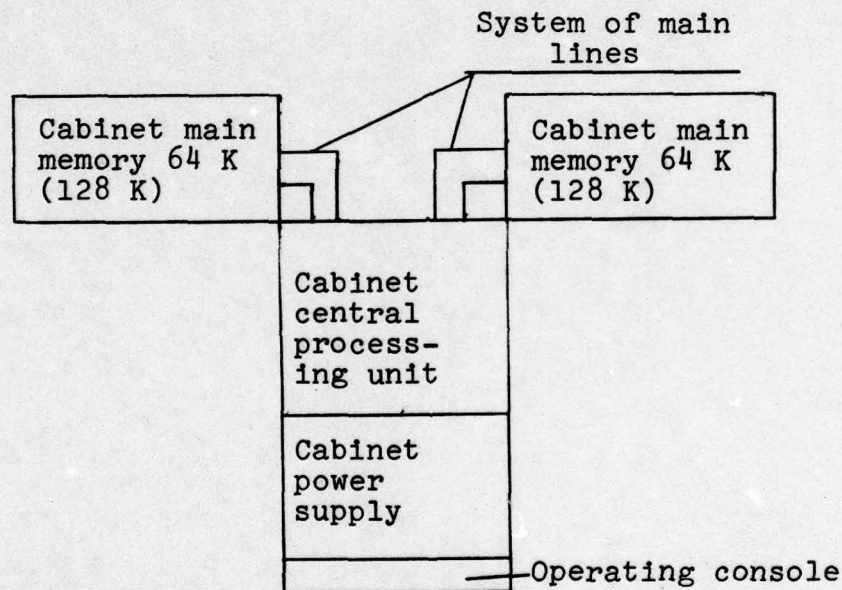 System of main
lines
Cabinet main
memory 64 K
(128 K)
Cabinet main
memory 64 K
(128 K)
Cabinet
central
process-
ing unit
Cabinet
power
supply
Operating console